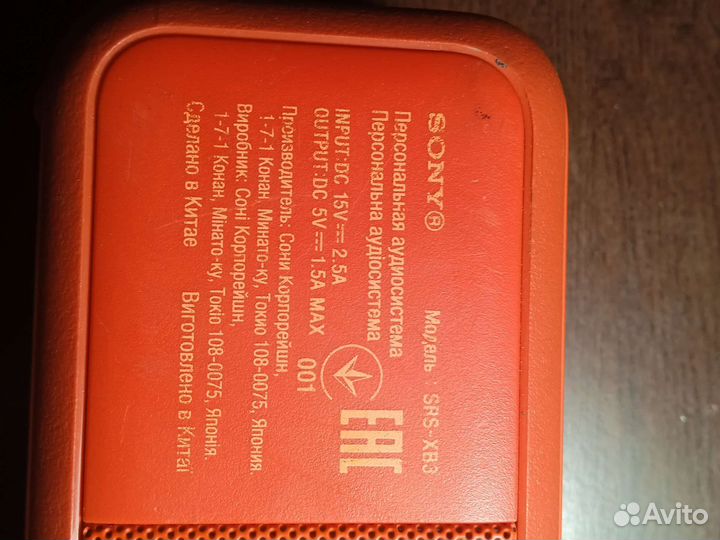 SONY®
Модель : SRS-XB3
Персональная аудиосистема
Персональна аудіосистема
INPUT:DC 15V⎓2.5A
OUTPUT:DC 5V⎓1.5A MAX
001
EAC
Производитель: Сони Корпорейшн,
1-7-1 Конан, Минато-ку, Токио 108-0075, Япония.
Виробник: Соні Корпорейшн,
1-7-1 Конан, Мінато-ку, Токіо 108-0075, Японія.
Сделано в Китае Виготовлено в Китаї
Avito